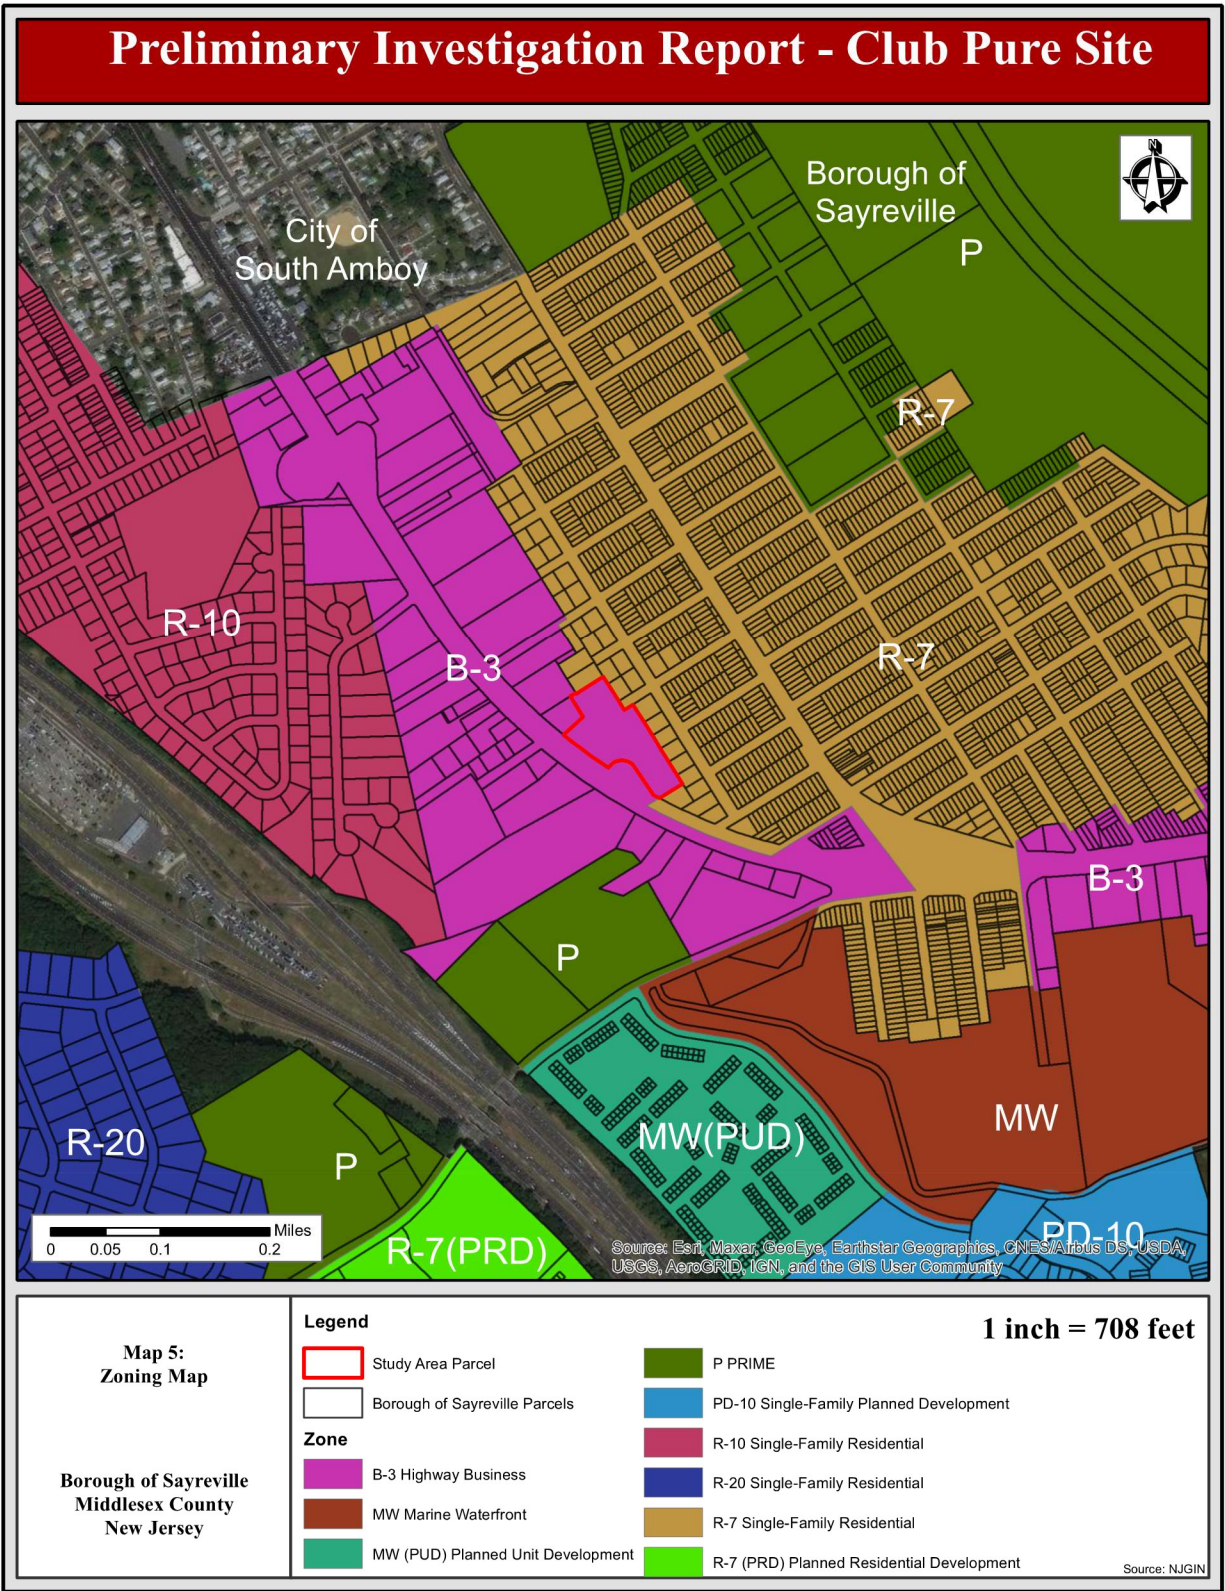 Preliminary Investigation Report - Club Pure Site
N
Borough of
Sayreville
P
City of
South Amboy
R-7
R-10
B-3
R-7
B-3
P
MW
MW(PUD)
R-20
P
PD-10
R-7(PRD)
Miles
0 0.05 0.1 0.2
Source: Esri, Maxar, GeoEye, Earthstar Geographics, CNES/Airbus DS, USDA,
USGS, AeroGRID, IGN, and the GIS User Community
Map 5:
Zoning Map
Borough of Sayreville
Middlesex County
New Jersey
Legend
Study Area Parcel
Borough of Sayreville Parcels
Zone
B-3 Highway Business
MW Marine Waterfront
MW (PUD) Planned Unit Development
1 inch = 708 feet
P PRIME
PD-10 Single-Family Planned Development
R-10 Single-Family Residential
R-20 Single-Family Residential
R-7 Single-Family Residential
R-7 (PRD) Planned Residential Development
Source: NJGIN